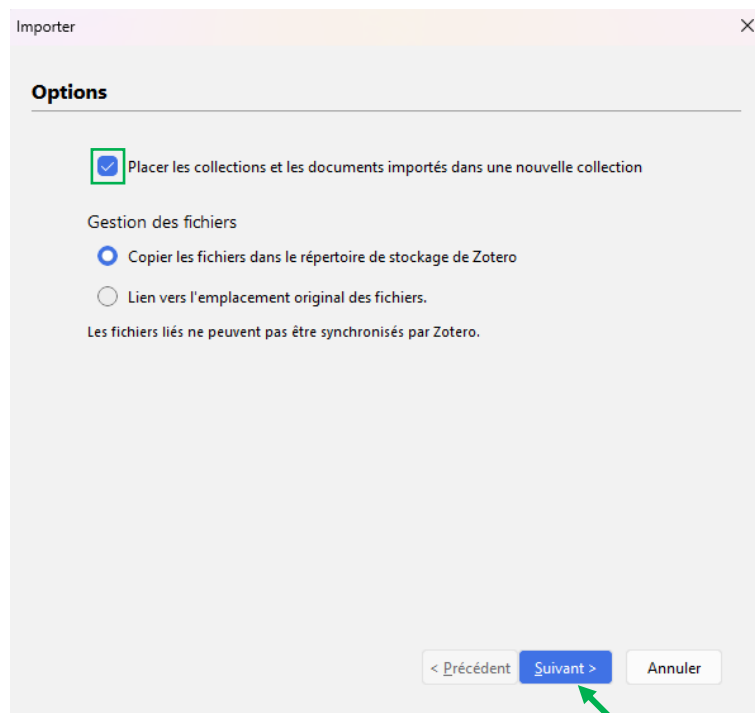 Importer
Options
Placer les collections et les documents importés dans une nouvelle collection
Gestion des fichiers
Copier les fichiers dans le répertoire de stockage de Zotero
Lien vers l'emplacement original des fichiers.
Les fichiers liés ne peuvent pas être synchronisés par Zotero.
< Précédent Suivant > Annuler